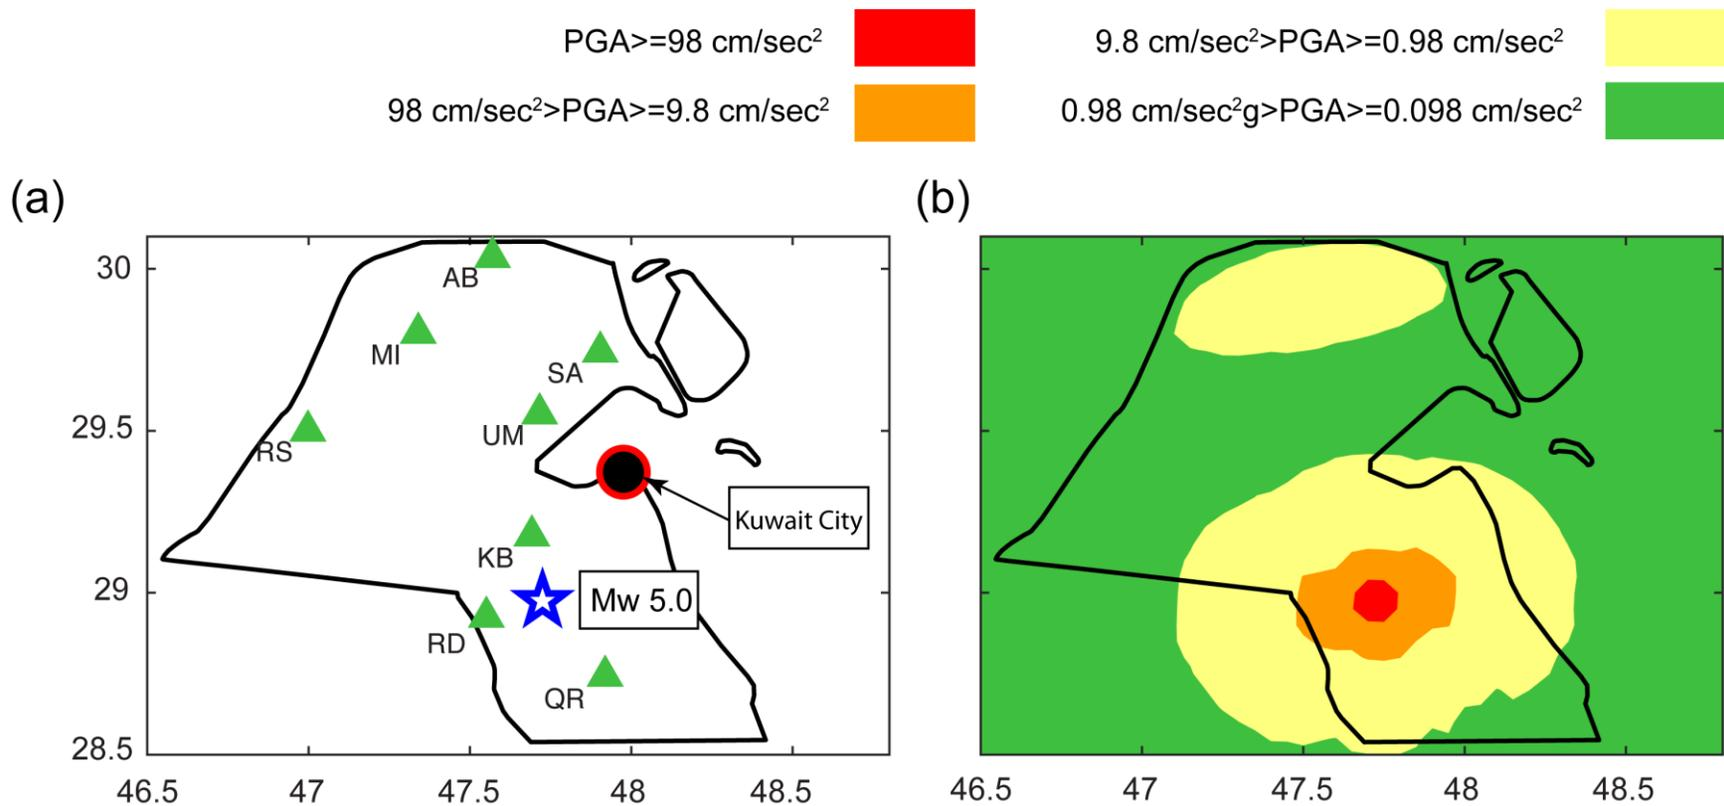 PGA>=98 cm/sec²
9.8 cm/sec²>PGA>=0.98 cm/sec²
98 cm/sec²>PGA>=9.8 cm/sec²
0.98 cm/sec²g>PGA>=0.098 cm/sec²
(a)
(b)
30
29.5
29
28.5
AB
MI
SA
UM
RS
Kuwait City
KB
Mw 5.0
RD
QR
46.5 47 47.5 48 48.5
46.5 47 47.5 48 48.5